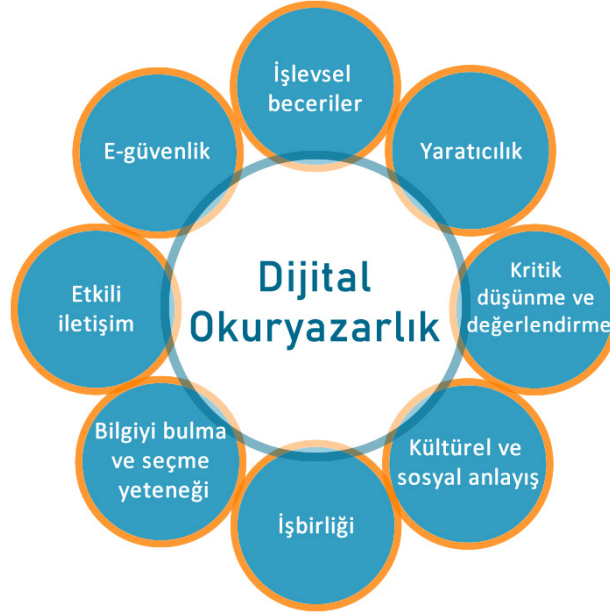 İşlevsel
beceriler
Yaratıcılık
Kritik
düşünme ve
değerlendirme
Kültürel ve
sosyal anlayış
İşbirliği
Bilgiyi bulma
ve seçme
yeteneği
Etkili
iletişim
E-güvenlik
Dijital
Okuryazarlık